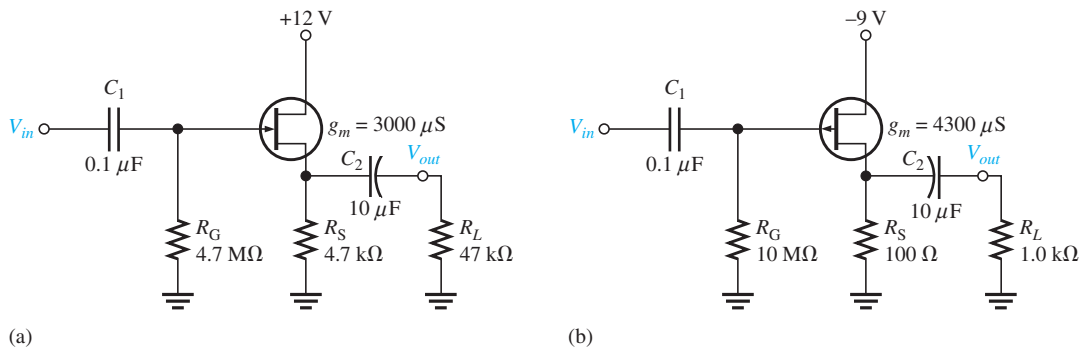 +12 V
C1
Vin
gm = 3000 μS
0.1 μF
C2
Vout
10 μF
RG
4.7 MΩ
RS
4.7 kΩ
RL
47 kΩ
(a)
–9 V
C1
Vin
gm = 4300 μS
0.1 μF
C2
Vout
10 μF
RG
10 MΩ
RS
100 Ω
RL
1.0 kΩ
(b)